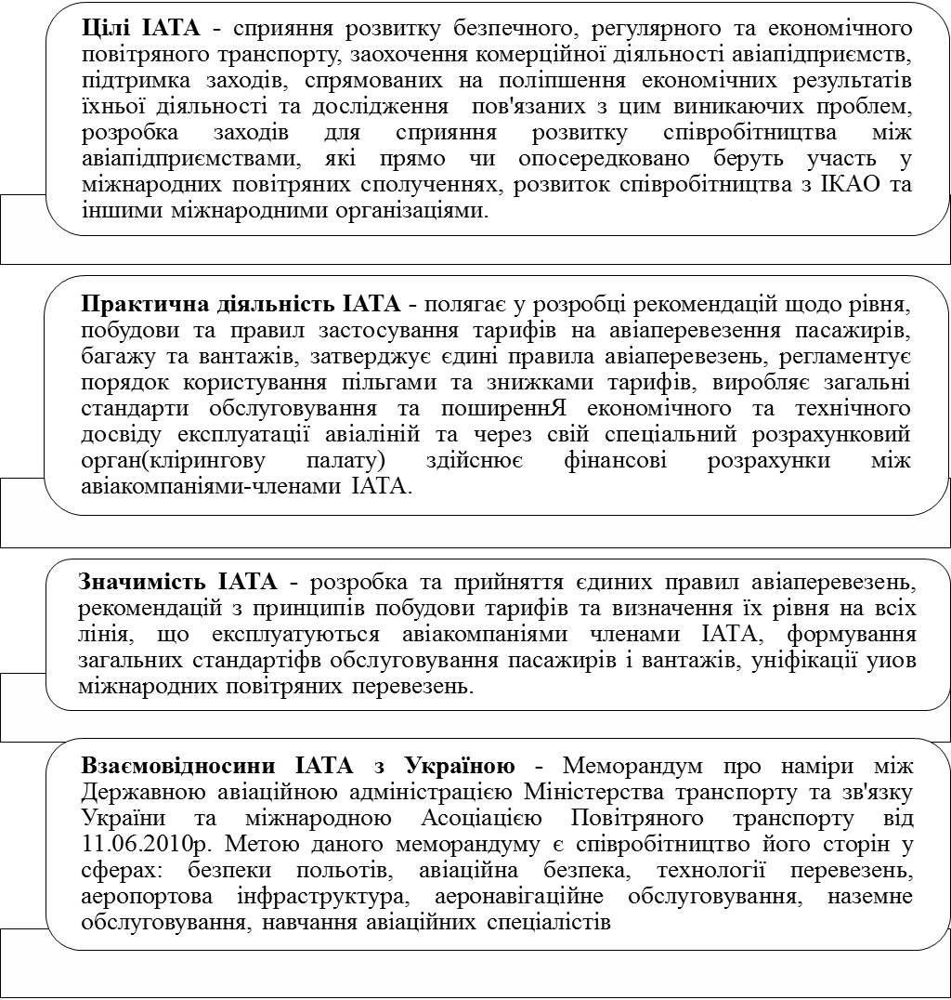 Цілі ІАТА - сприяння розвитку безпечного, регулярного та економічного
повітряного транспорту, заохочення комерційної діяльності авіапідприємств,
підтримка заходів, спрямованих на поліпшення економічних результатів
їхньої діяльності та дослідження пов'язаних з цим виникаючих проблем,
розробка заходів для сприяння розвитку співробітництва між
авіапідприємствами, які прямо чи опосередковано беруть участь у
міжнародних повітряних сполученнях, розвиток співробітництва з ІКАО та
іншими міжнародними організаціями.
Практична діяльність ІАТА - полягає у розробці рекомендацій щодо рівня,
побудови та правил застосування тарифів на авіаперевезення пасажирів,
багажу та вантажів, затверджує єдині правила авіаперевезень, регламентує
порядок користування пільгами та знижками тарифів, виробляє загальні
стандарти обслуговування та поширеннЯ економічного та технічного
досвіду експлуатації авіаліній та через свій спеціальний розрахунковий
орган(клірингову палату) здійснює фінансові розрахунки між
авіакомпаніями-членами ІАТА.
Значимість ІАТА - розробка та прийняття єдиних правил авіаперевезень,
рекомендацій з принципів побудови тарифів та визначення їх рівня на всіх
лінія, що експлуатуються авіакомпаніями членами ІАТА, формування
загальних стандартіфв обслуговування пасажирів і вантажів, уніфікації уиов
міжнародних повітряних перевезень.
Взаємовідносини ІАТА з Україною - Меморандум про наміри між
Державною авіаційною адміністрацією Міністерства транспорту та зв'язку
України та міжнародною Асоціацією Повітряного транспорту від
11.06.2010р. Метою даного меморандуму є співробітництво його сторін у
сферах: безпеки польотів, авіаційна безпека, технології перевезень,
аеропортова інфраструктура, аеронавігаційне обслуговування, наземне
обслуговування, навчання авіаційних спеціалістів